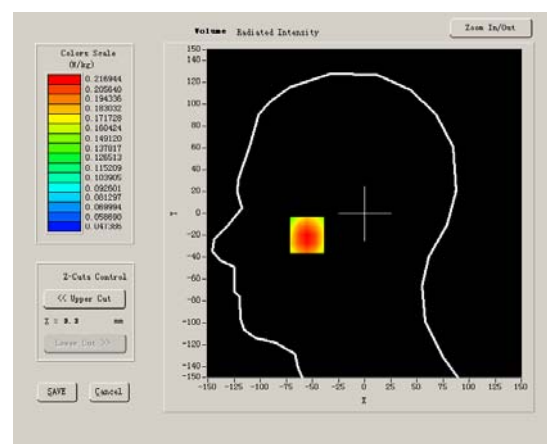 Volume Radiated Intensity
Zoom In/Out
Colors Scale
(W/kg)
0.216944
0.205640
0.194336
0.183032
0.171728
0.160424
0.149120
0.137817
0.126513
0.115209
0.103905
0.092601
0.081297
0.069994
0.058690
0.047386
Z-Cuts Control
<< Upper Cut
mm
Lower Cut >>
SAVE Cancel
150
140
120
100
80
60
40
20
0
-20
-40
-60
-80
-100
-120
-140
-150
-150 -125 -100 -75 -50 -25 0 25 50 75 100 125 150
X
Y